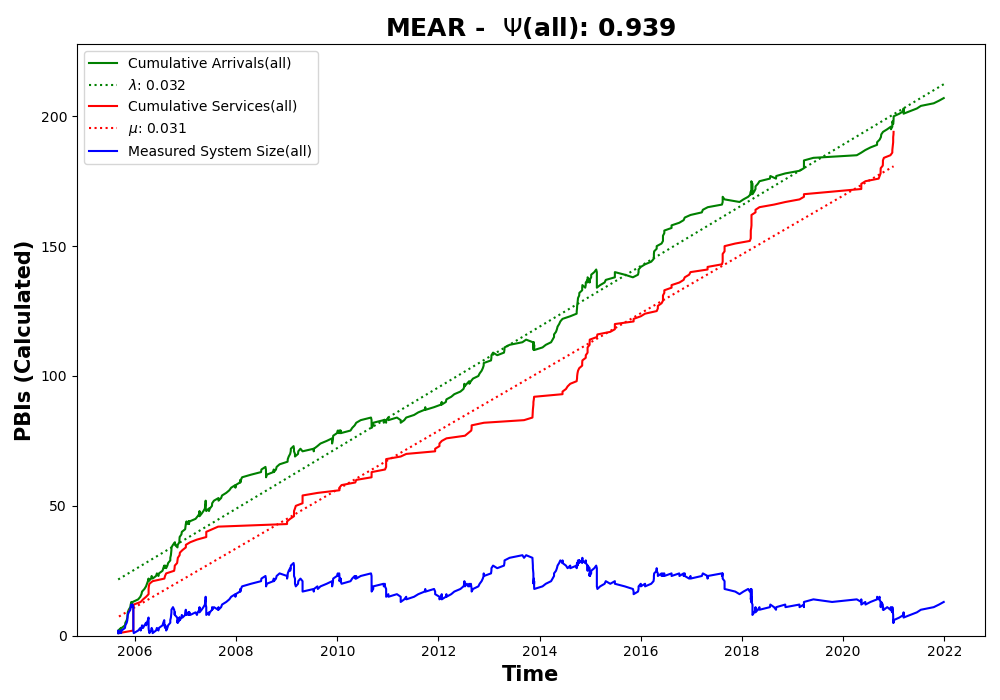 MEAR - Ψ(all): 0.939
Cumulative Arrivals(all)
λ: 0.032
Cumulative Services(all)
μ: 0.031
Measured System Size(all)
PBIs (Calculated)
200
150
100
50
0
2006 2008 2010 2012 2014 2016 2018 2020 2022
Time